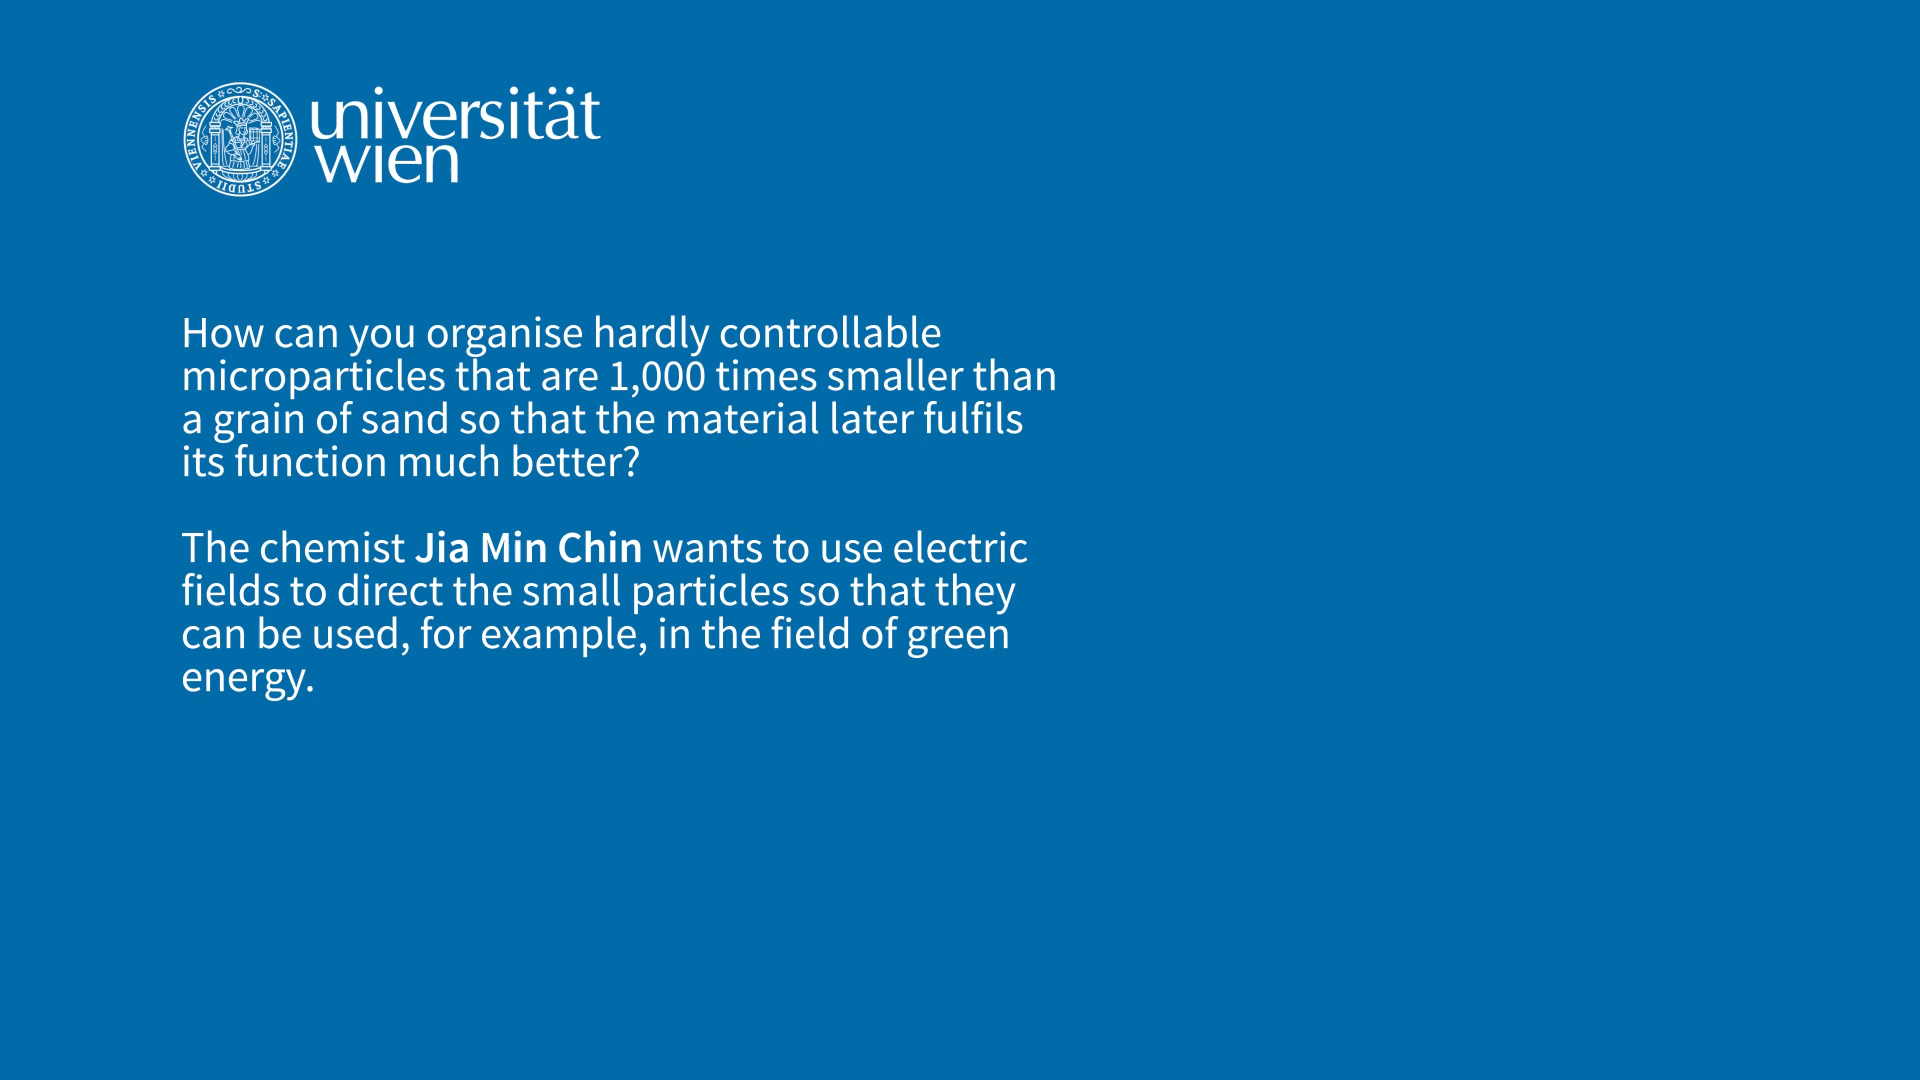 VIENNENSIS S·SAPIENTIAE STUDII
universität
wien
How can you organise hardly controllable
microparticles that are 1,000 times smaller than
a grain of sand so that the material later fulfils
its function much better?
The chemist Jia Min Chin wants to use electric
fields to direct the small particles so that they
can be used, for example, in the field of green
energy.